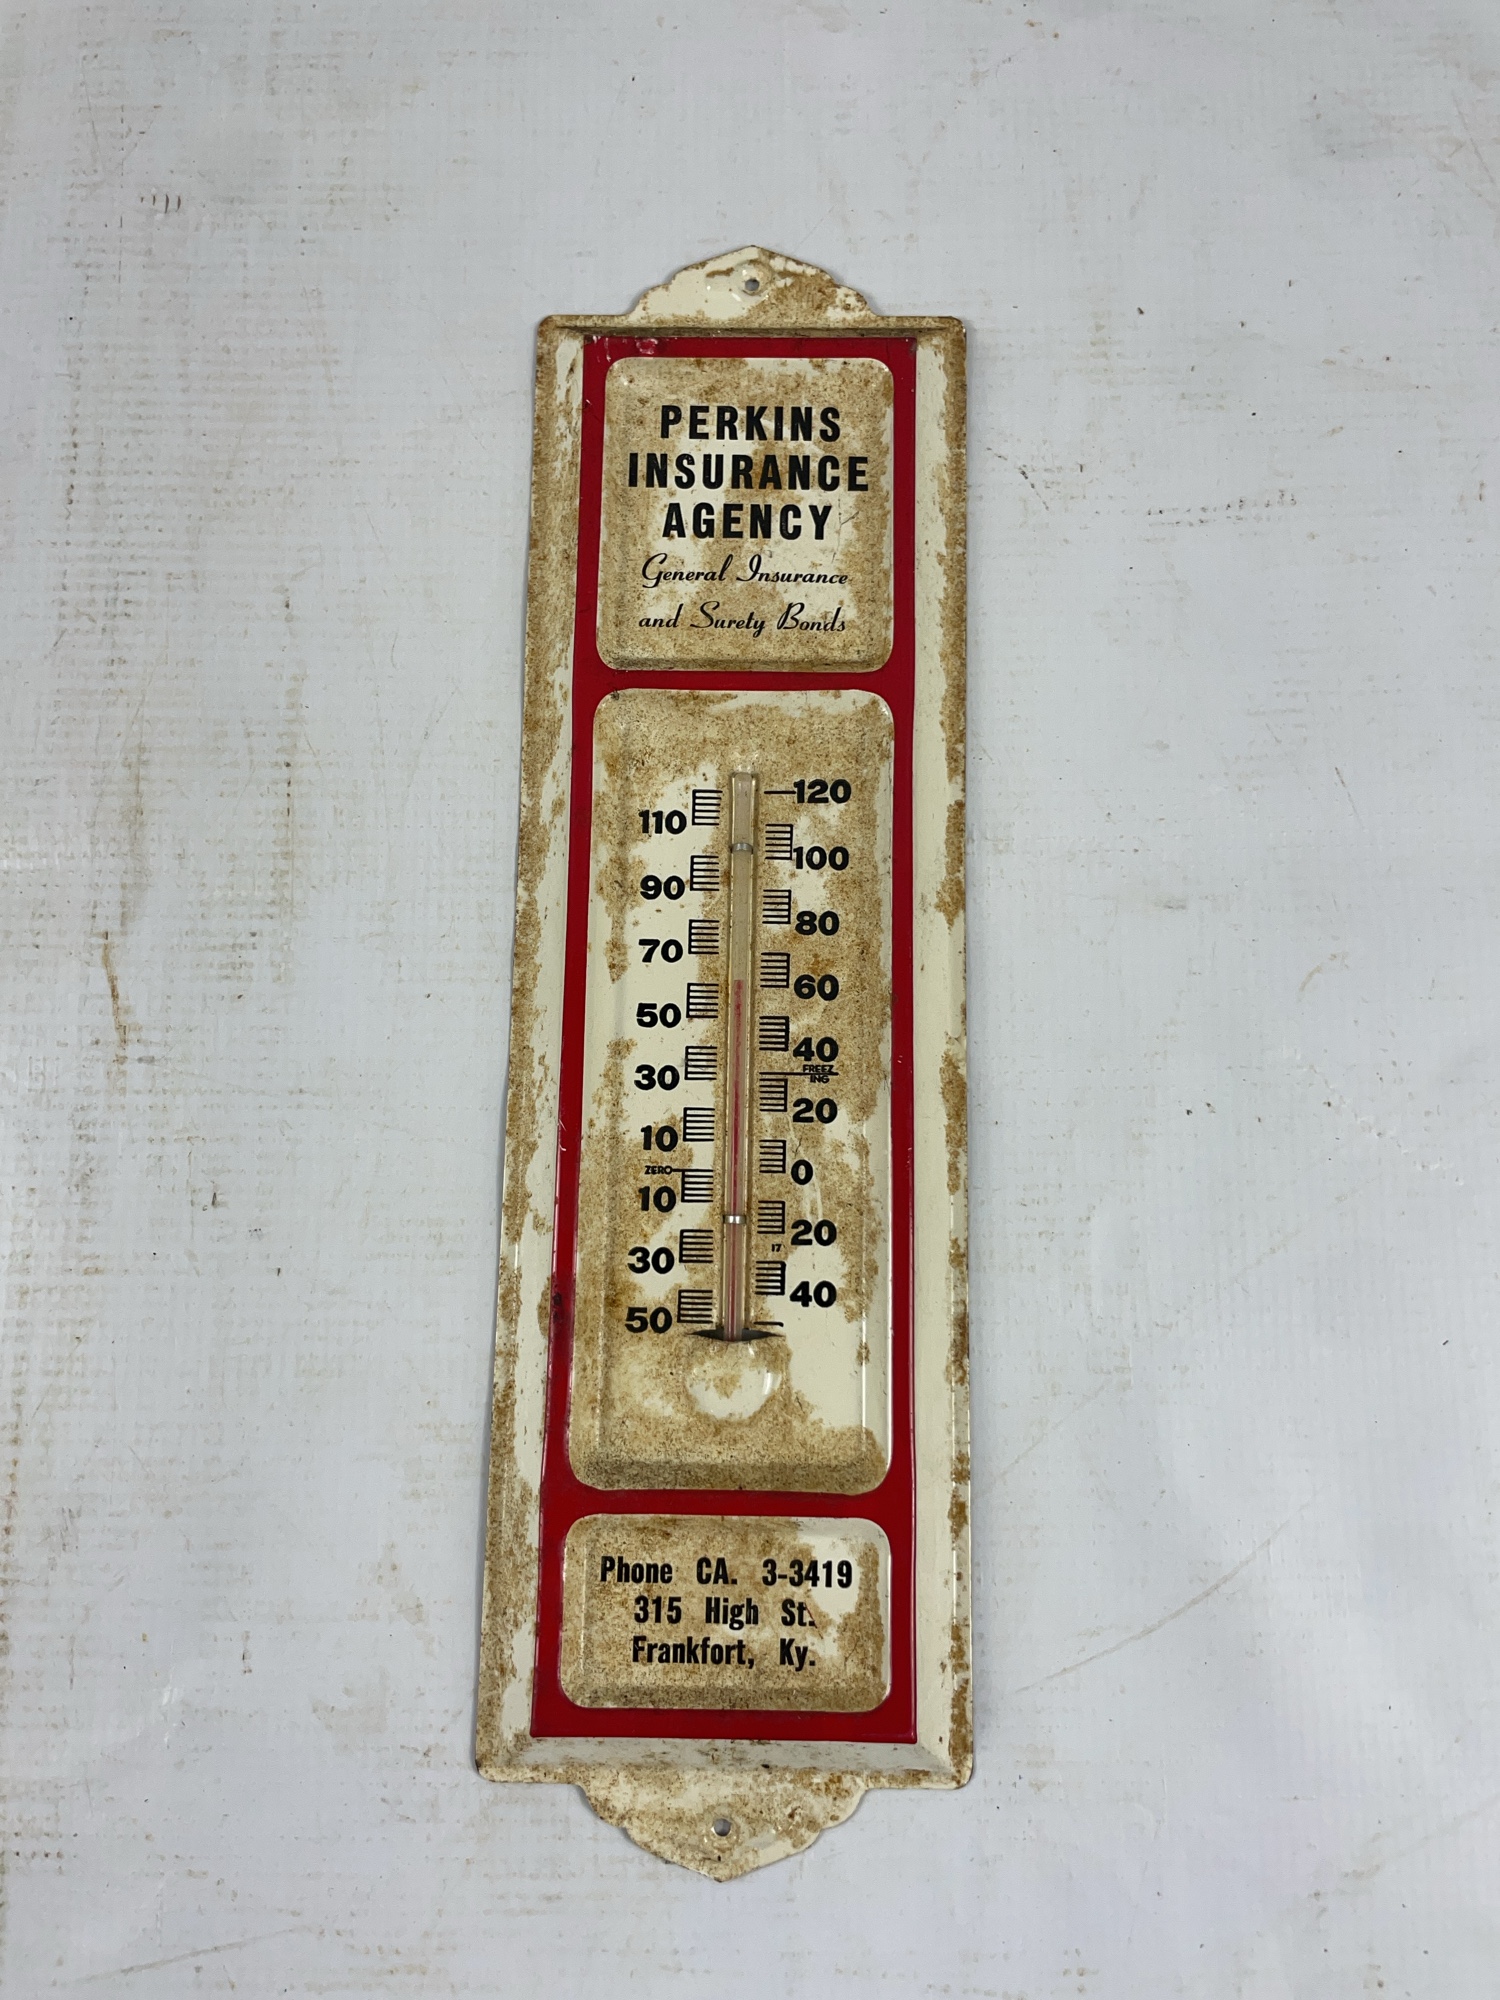 PERKINS
INSURANCE
AGENCY
General Insurance
and Surety Bonds
120
110
100
90
80
70
60
50
40
FREEZ
ING
30
20
10
ZERO
0
10
20
17
30
40
50
Phone CA. 3-3419
315 High St.
Frankfort, Ky.